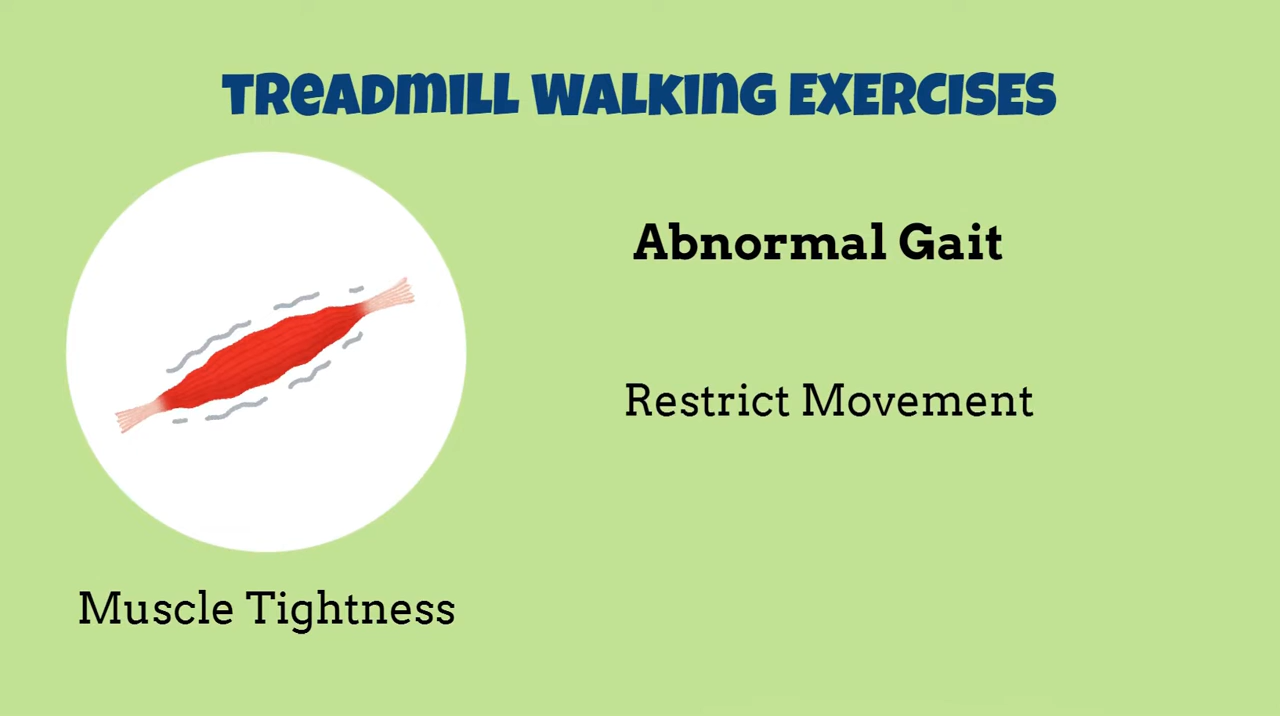 TREADMILL WALKING EXERCISES
Abnormal Gait
Restrict Movement
Muscle Tightness